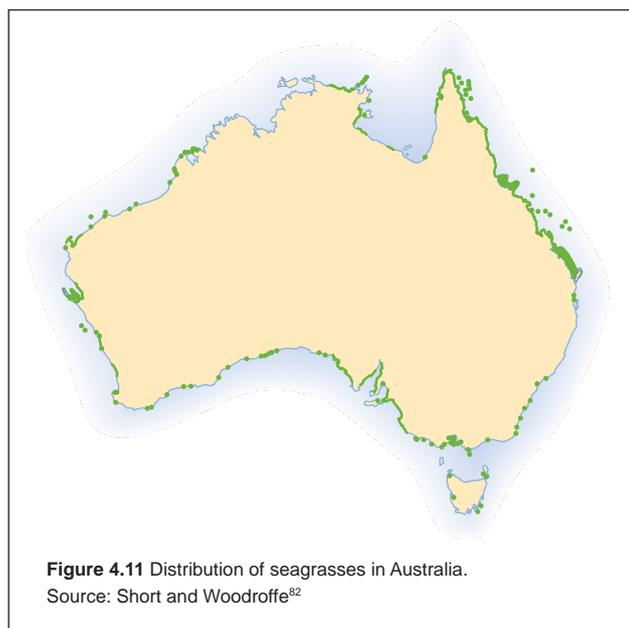 Figure 4.11 Distribution of seagrasses in Australia.
Source: Short and Woodroffe82